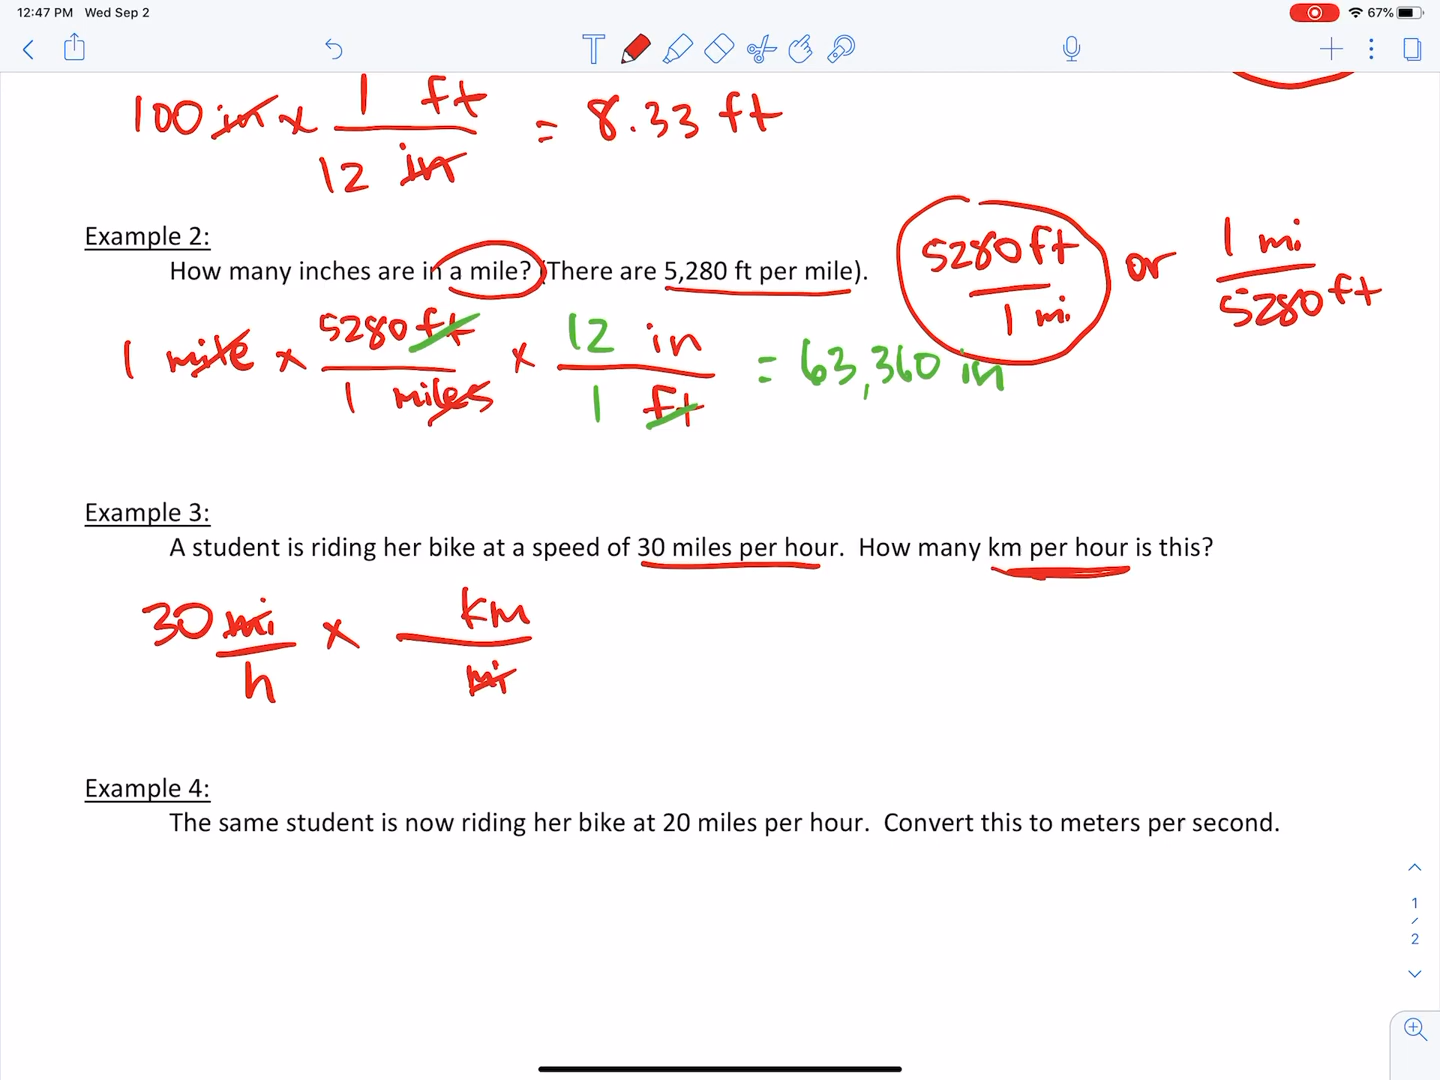 12:47 PM Wed Sep 2
67%
100 in x 1 ft
12 in
= 8.33 ft
Example 2:
How many inches are in a mile? (There are 5,280 ft per mile).
5280 ft
1 mi
or
1 mi
5280 ft
1 mile x 5280 ft
1 miles
x 12 in
1 ft
= 63,360 in
Example 3:
A student is riding her bike at a speed of 30 miles per hour. How many km per hour is this?
30 mi
h
x km
mi
Example 4:
The same student is now riding her bike at 20 miles per hour. Convert this to meters per second.
1
/
2